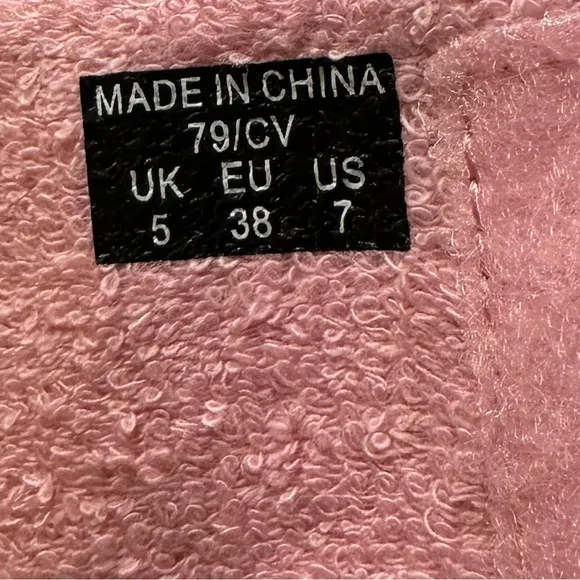 MADE IN CHINA
79/CV
UK EU US
5 38 7